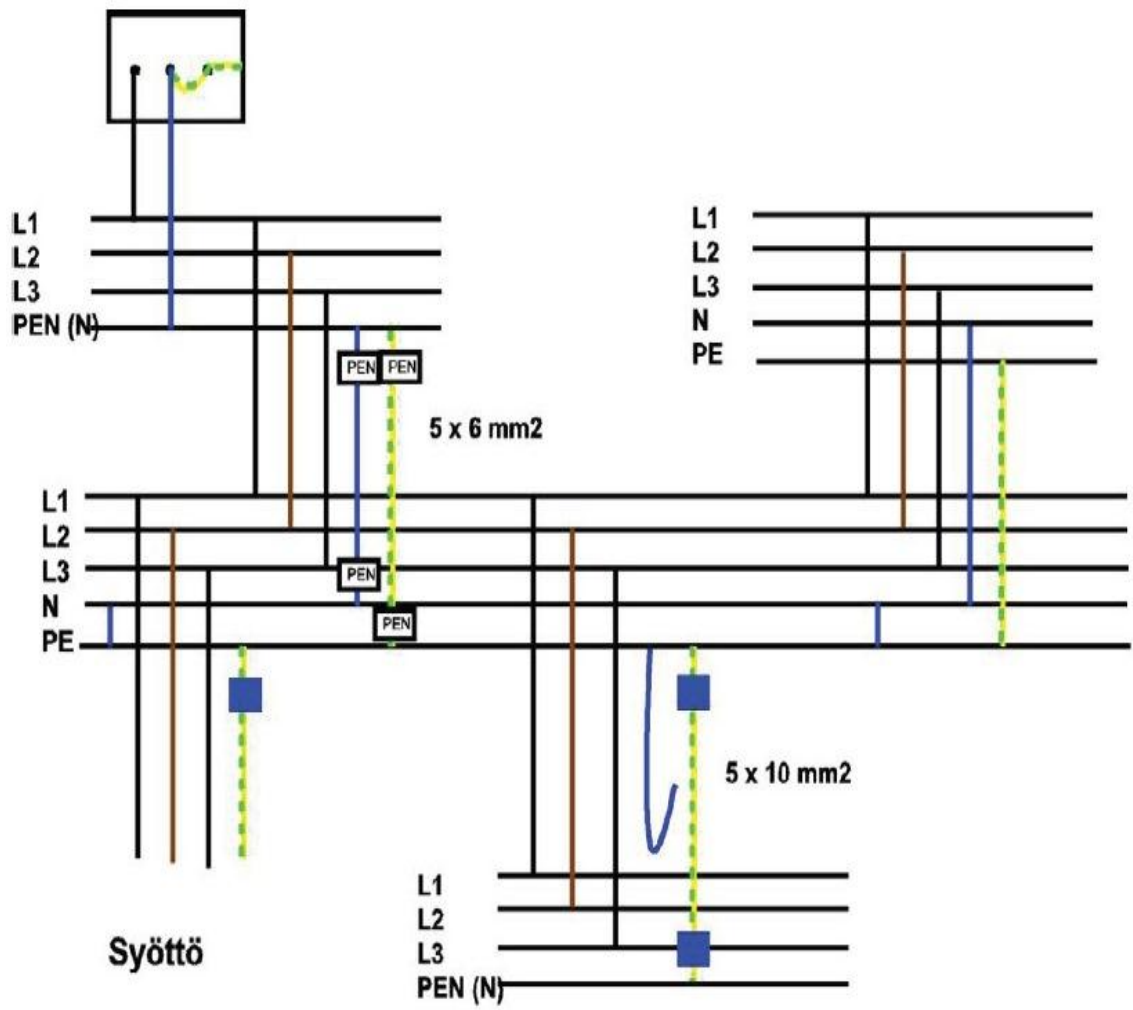 L1
L2
L3
PEN (N)
L1
L2
L3
N
PE
PEN PEN
5 x 6 mm2
L1
L2
L3
N
PE
PEN
PEN
5 x 10 mm2
Syöttö
L1
L2
L3
PEN (N)